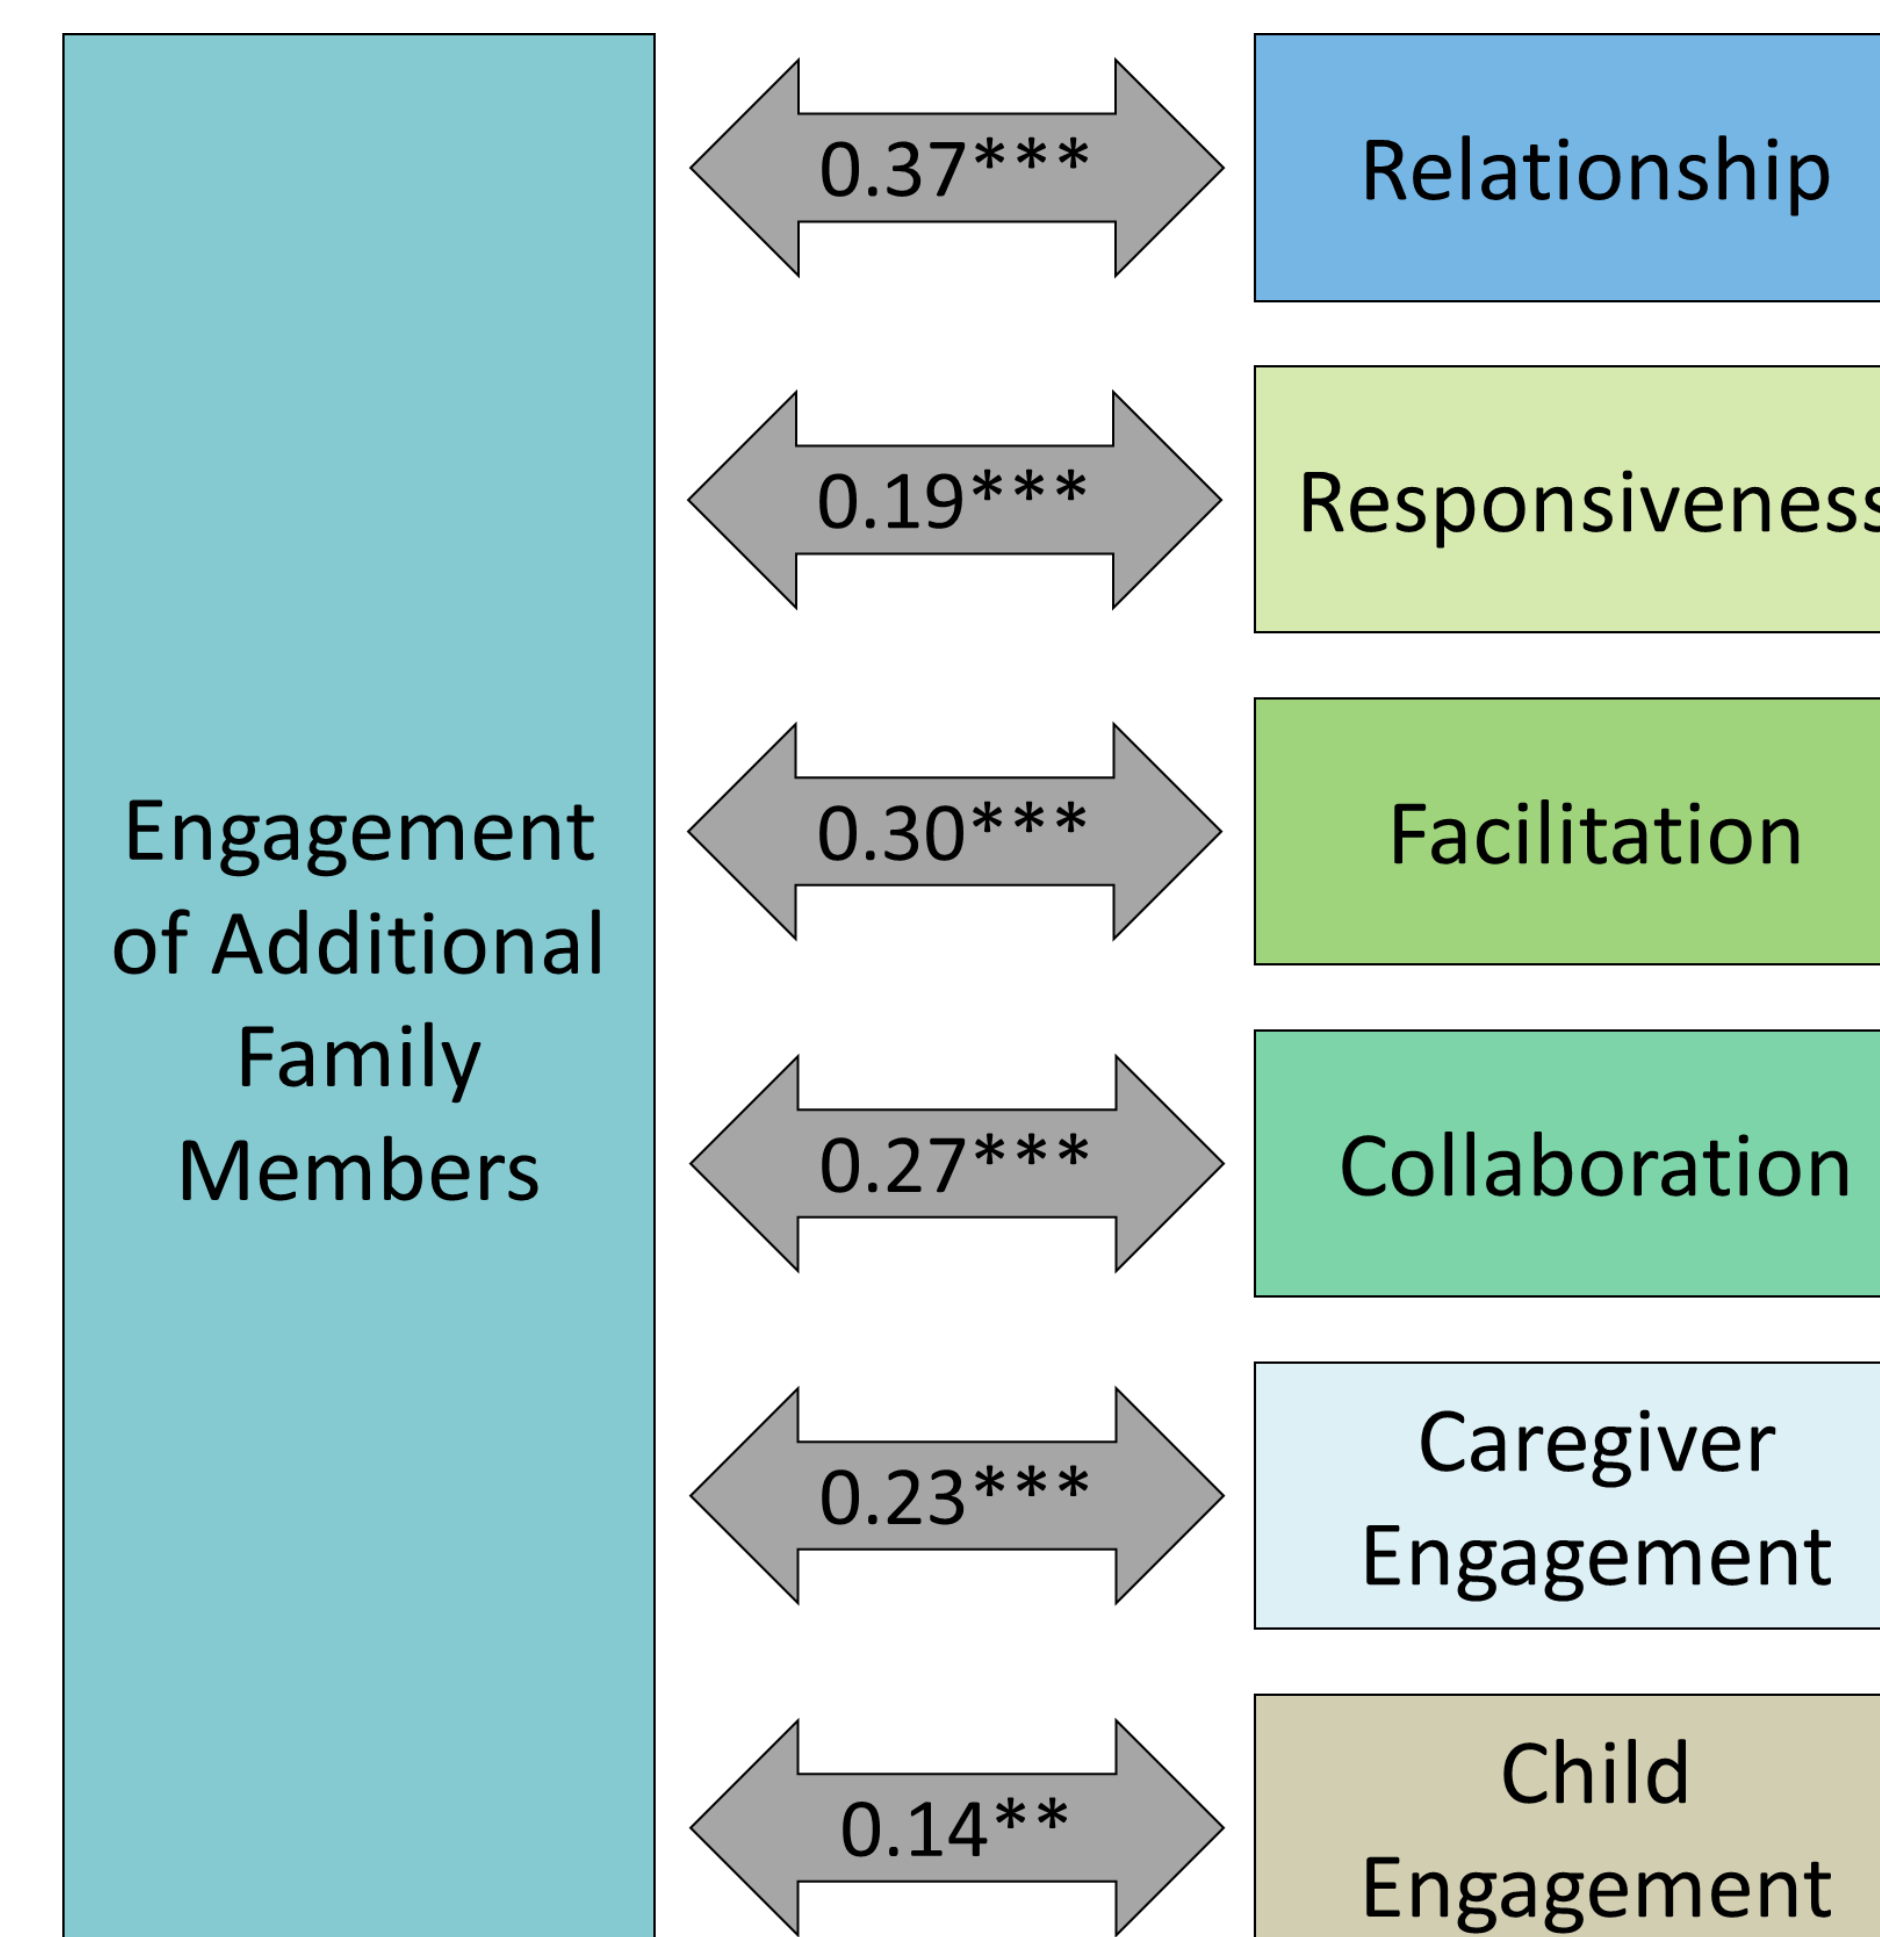 Engagement
of Additional
Family
Members
0.37***
Relationship
0.19***
Responsiveness
0.30***
Facilitation
0.27***
Collaboration
0.23***
Caregiver
Engagement
0.14**
Child
Engagement